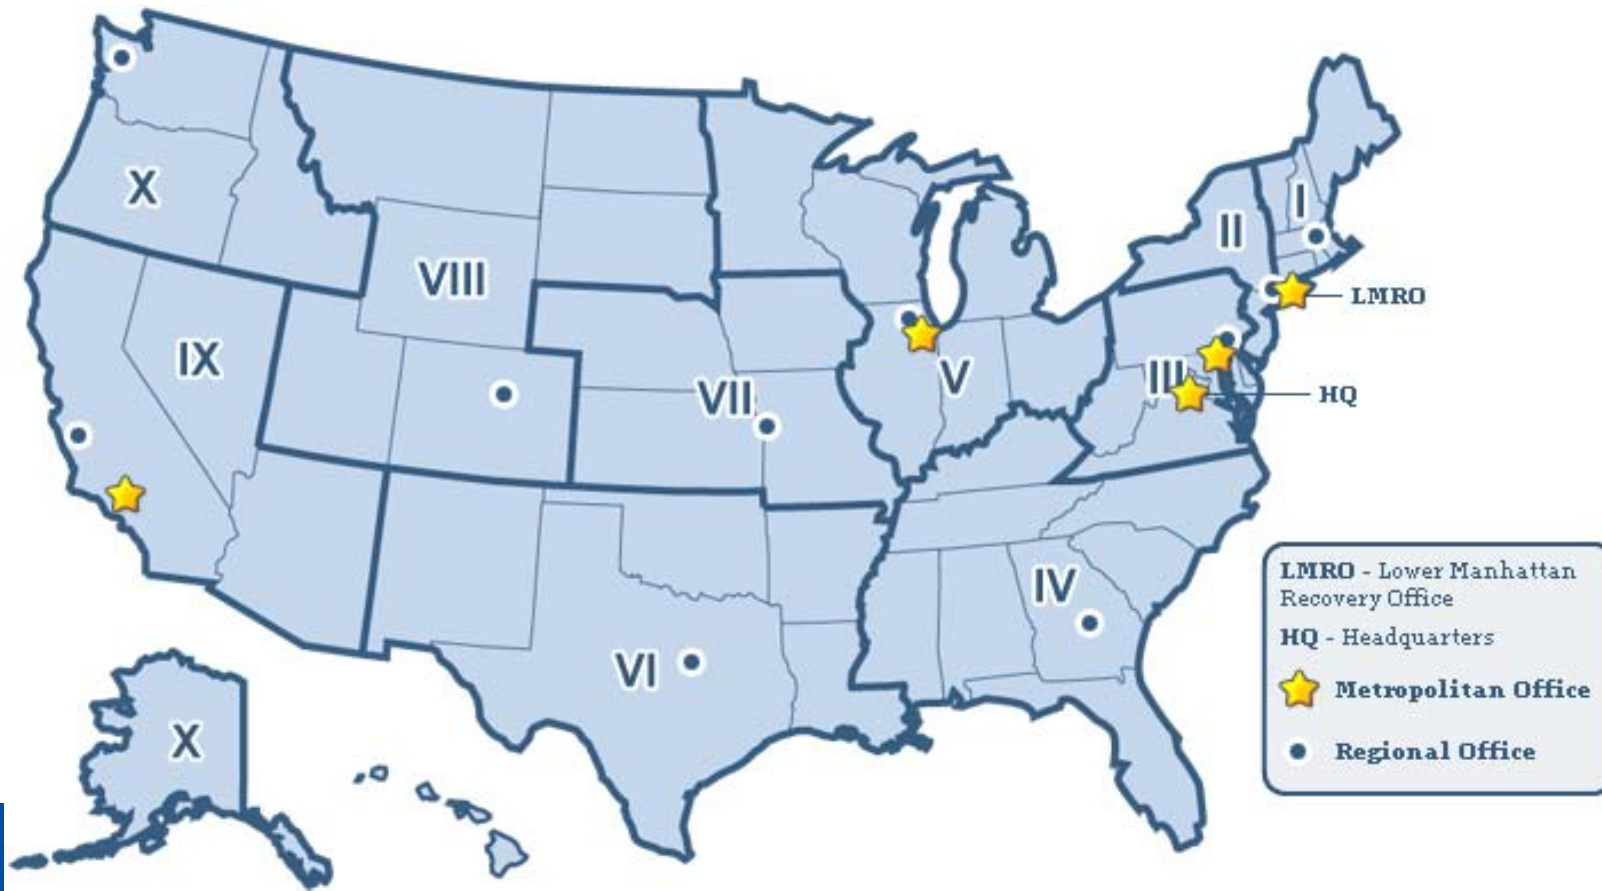 X
I
II
VIII
LMRO
IX
V
III
VII
HQ
IV
VI
X
LMRO - Lower Manhattan
Recovery Office
HQ - Headquarters
Metropolitan Office
Regional Office